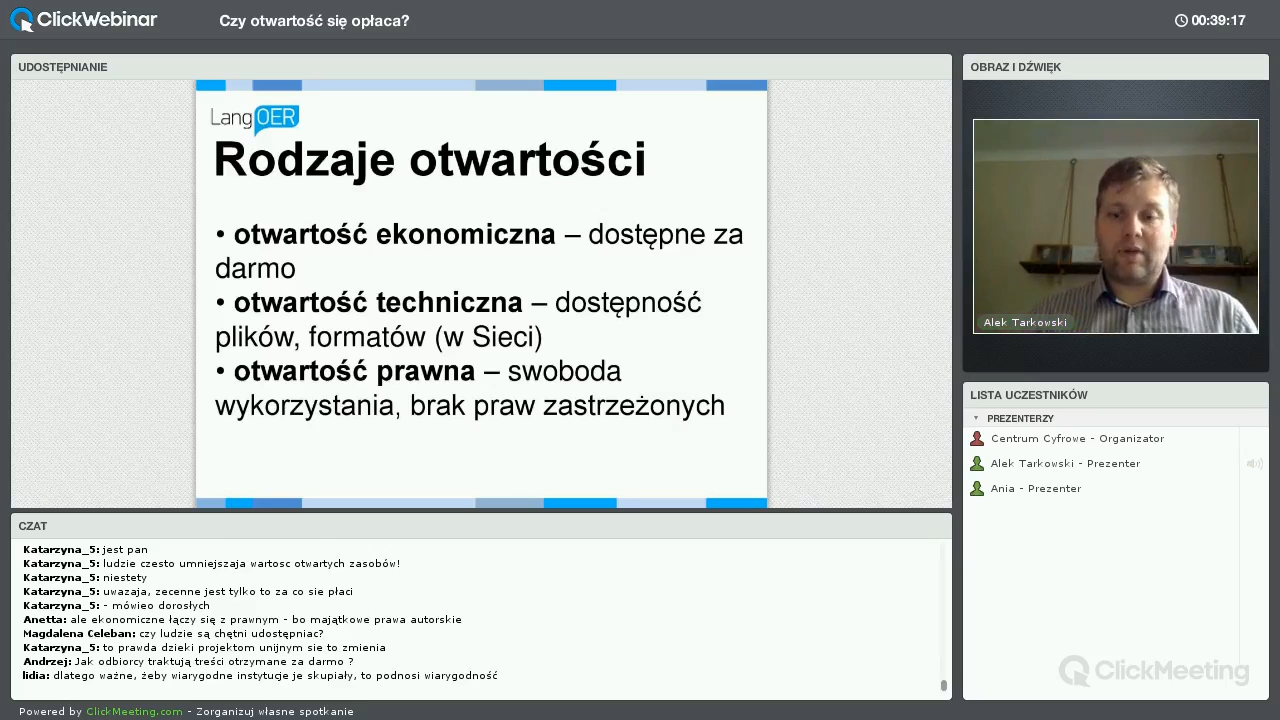 ClickWebinar
Czy otwartość się opłaca?
00:39:17
UDOSTĘPNIANIE
LangOER
Rodzaje otwartości
• otwartość ekonomiczna – dostępne za
darmo
• otwartość techniczna – dostępność
plików, formatów (w Sieci)
• otwartość prawna – swoboda
wykorzystania, brak praw zastrzeżonych
OBRAZ I DŹWIĘK
Alek Tarkowski
LISTA UCZESTNIKÓW
PREZENTERZY
Centrum Cyfrowe - Organizator
Alek Tarkowski - Prezenter
Ania - Prezenter
CZAT
Katarzyna_5: jest pan
Katarzyna_5: ludzie czesto umniejszaja wartosc otwartych zasobów!
Katarzyna_5: niestety
Katarzyna_5: uwazaja, zecenne jest tylko to za co sie płaci
Katarzyna_5: - mówieo dorosłych
Anetta: ale ekonomiczne łączy się z prawnym - bo majątkowe prawa autorskie
Magdalena Celeban: czy ludzie są chętni udostępniac?
Katarzyna_5: to prawda dzieki projektom unijnym sie to zmienia
Andrzej: Jak odbiorcy traktują treści otrzymane za darmo ?
lidia: dlatego ważne, żeby wiarygodne instytucje je skupiały, to podnosi wiarygodność
ClickMeeting
Powered by ClickMeeting.com - Zorganizuj własne spotkanie